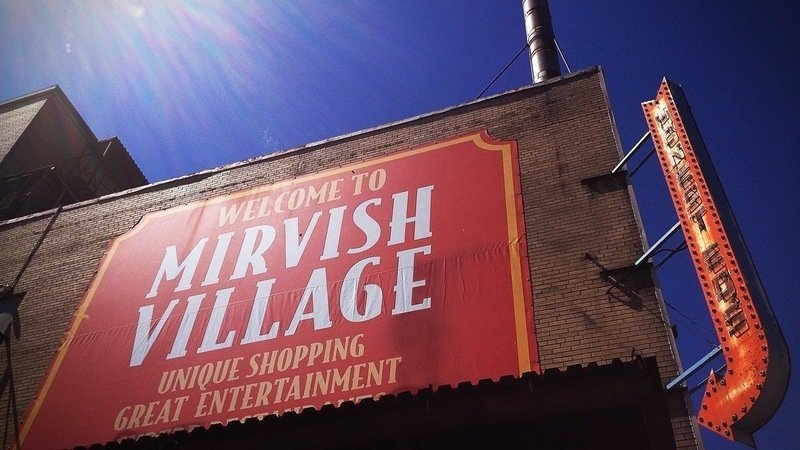 WELCOME TO
MIRVISH
VILLAGE
UNIQUE SHOPPING
GREAT ENTERTAINMENT